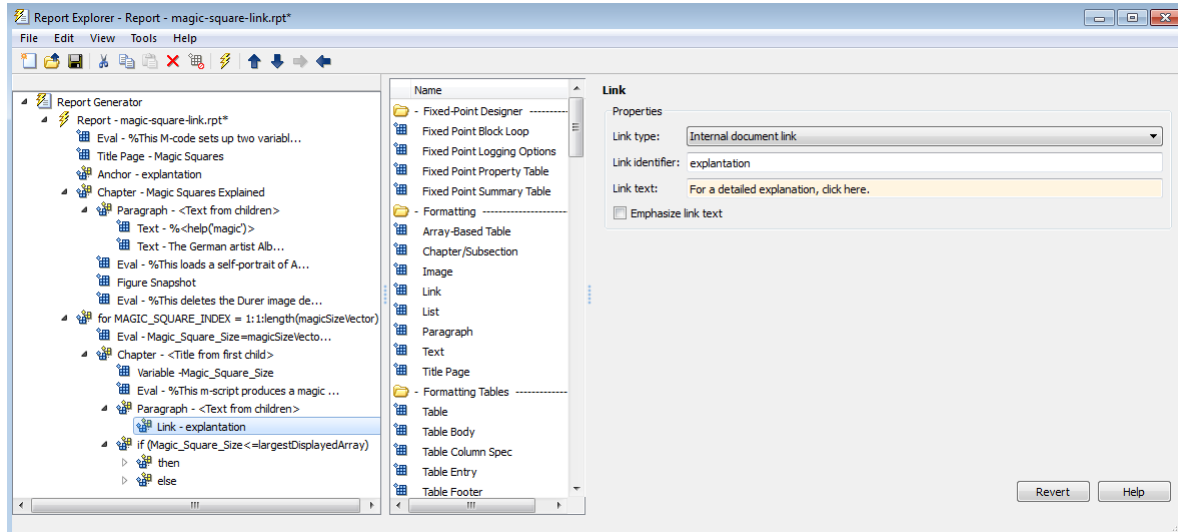 Report Explorer - Report - magic-square-link.rpt*
File Edit View Tools Help
Report Generator
Report - magic-square-link.rpt*
Eval - %This M-code sets up two variabl...
Title Page - Magic Squares
Anchor - explantation
Chapter - Magic Squares Explained
Paragraph - <Text from children>
Text - %<help('magic')>
Text - The German artist Alb...
Eval - %This loads a self-portrait of A...
Figure Snapshot
Eval - %This deletes the Durer image de...
for MAGIC_SQUARE_INDEX = 1:1:length(magicSizeVector)
Eval - Magic_Square_Size=magicSizeVecto...
Chapter - <Title from first child>
Variable -Magic_Square_Size
Eval - %This m-script produces a magic ...
Paragraph - <Text from children>
Link - explantation
if (Magic_Square_Size<=largestDisplayedArray)
then
else
Name
- Fixed-Point Designer ----------
Fixed Point Block Loop
Fixed Point Logging Options
Fixed Point Property Table
Fixed Point Summary Table
- Formatting --------------------
Array-Based Table
Chapter/Subsection
Image
Link
List
Paragraph
Text
Title Page
- Formatting Tables ------------
Table
Table Body
Table Column Spec
Table Entry
Table Footer
Link
Properties
Link type: Internal document link
Link identifier: explantation
Link text: For a detailed explanation, click here.
Emphasize link text
Revert Help